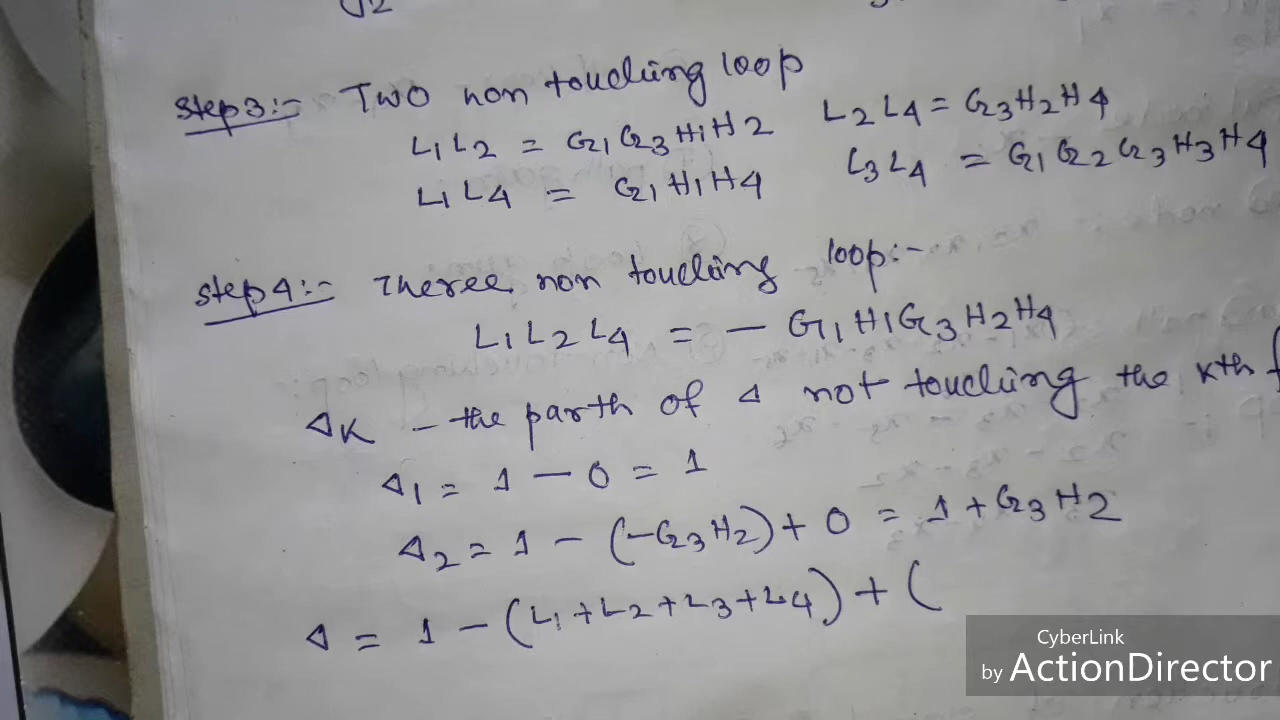 J2
Step3:- Two non touching loop
L1L2 = G1G3H1H2 L2L4 = G3H2H4
L1L4 = G1H1H4 L3L4 = G1G2G3H3H4
Step4:- Theree non touching loop:-
L1L2L4 = - G1H1G3H2H4
ΔK - the parth of Δ not touching the Kth f
Δ1 = 1 - 0 = 1
Δ2 = 1 - (-G3H2) + 0 = 1 + G3H2
Δ = 1 - (L1+L2+L3+L4) + (
CyberLink
by ActionDirector